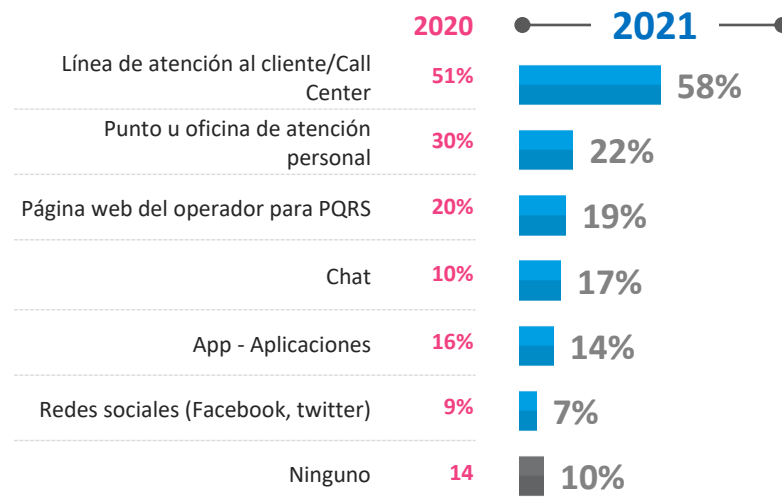 2020 2021
Línea de atención al cliente/Call 51% 58%
Center
Punto u oficina de atención 30% 22%
personal
Página web del operador para PQRS 20% 19%
Chat 10% 17%
App - Aplicaciones 16% 14%
Redes sociales (Facebook, twitter) 9% 7%
Ninguno 14 10%